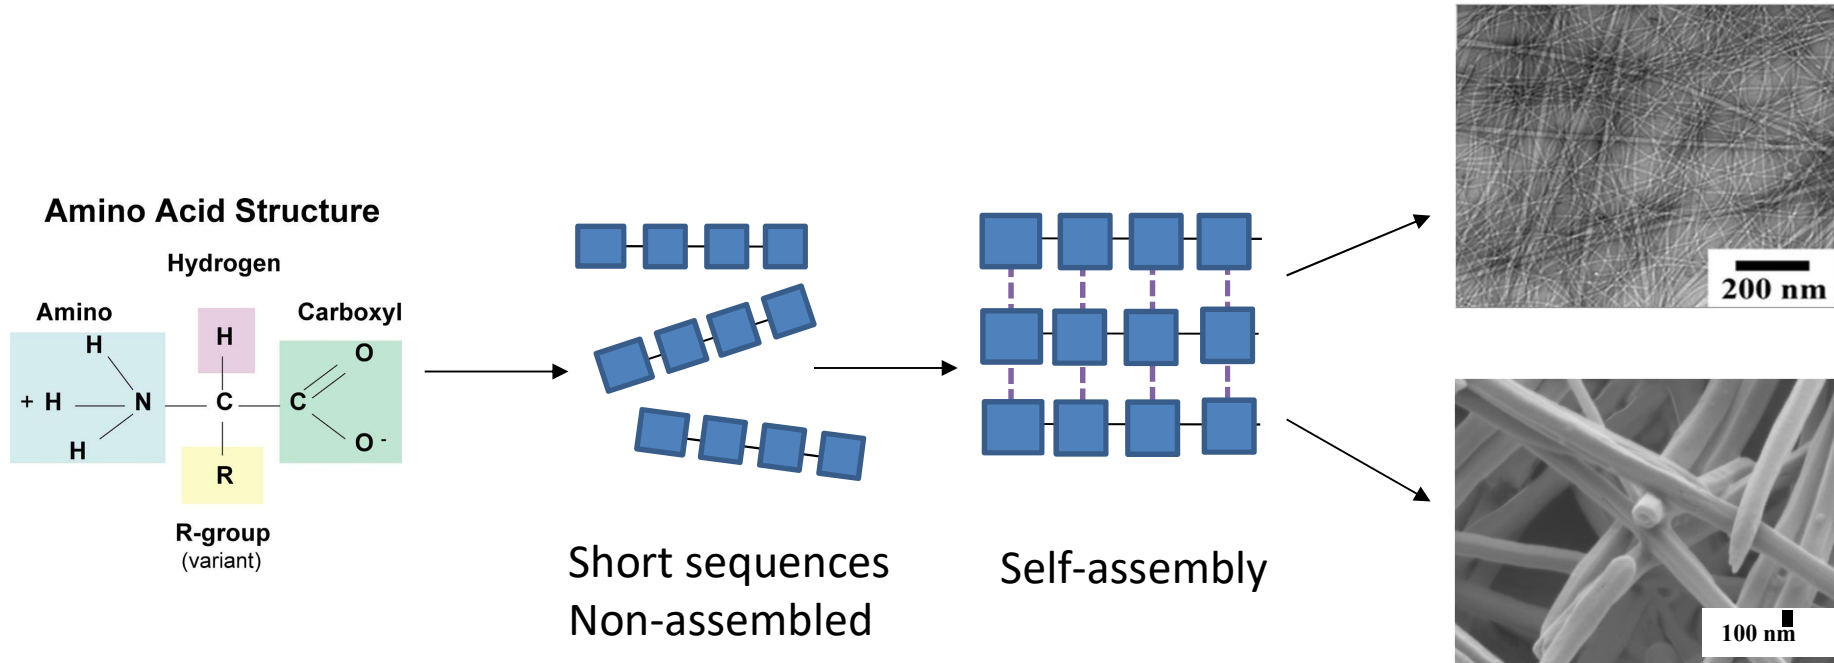 Amino Acid Structure
Hydrogen
Amino
Carboxyl
H
H
O
+ H
N
C
C
H
O -
R
R-group
(variant)
Short sequences
Non-assembled
Self-assembly
200 nm
100 nm